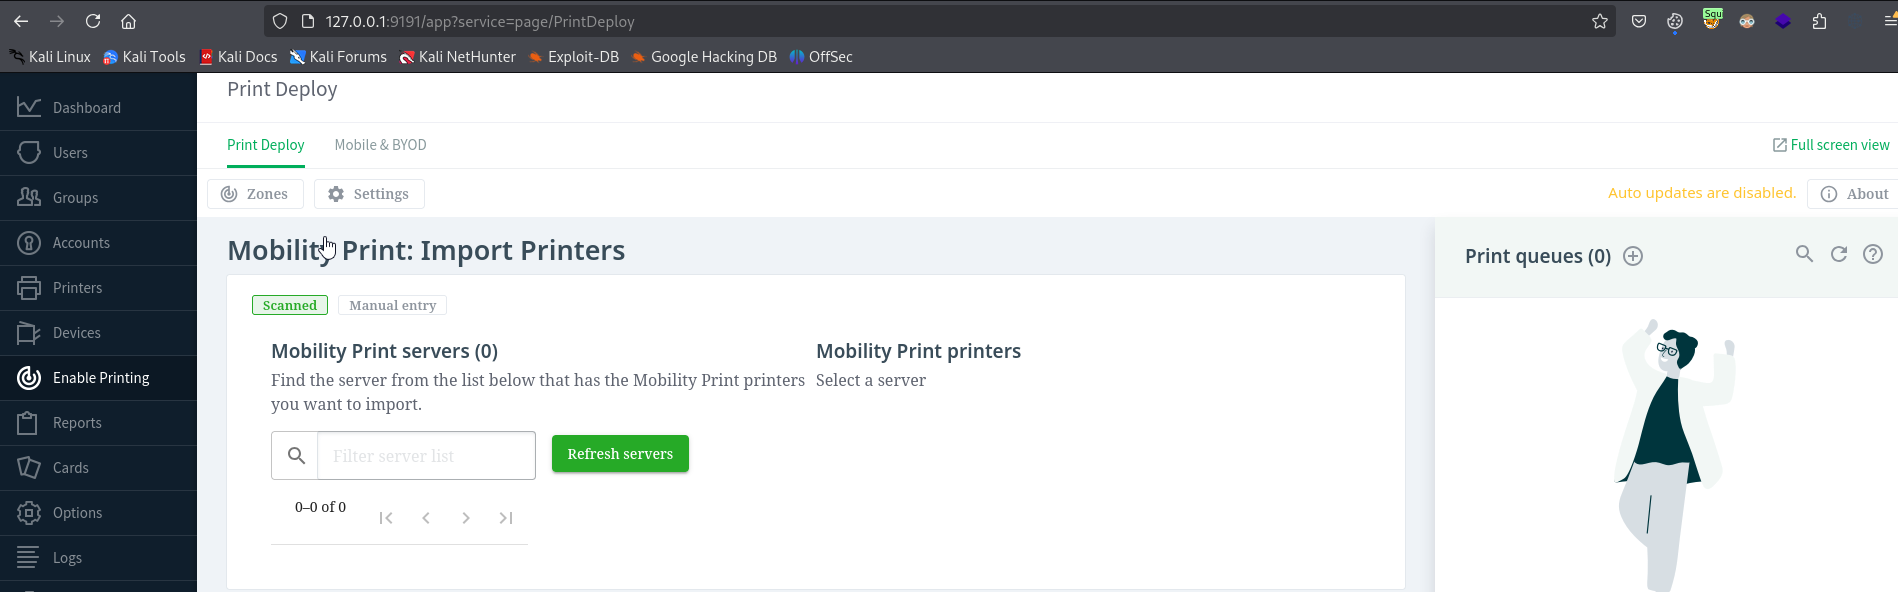 127.0.0.1:9191/app?service=page/PrintDeploy
Squ
Kali Linux Kali Tools Kali Docs Kali Forums Kali NetHunter Exploit-DB Google Hacking DB OffSec
Dashboard
Users
Groups
Accounts
Printers
Devices
Enable Printing
Reports
Cards
Options
Logs
Print Deploy
Print Deploy Mobile & BYOD Full screen view
Zones Settings Auto updates are disabled. About
Mobility Print: Import Printers
Scanned Manual entry
Mobility Print servers (0)
Find the server from the list below that has the Mobility Print printers
you want to import.
Filter server list Refresh servers
0–0 of 0
Mobility Print printers
Select a server
Print queues (0)